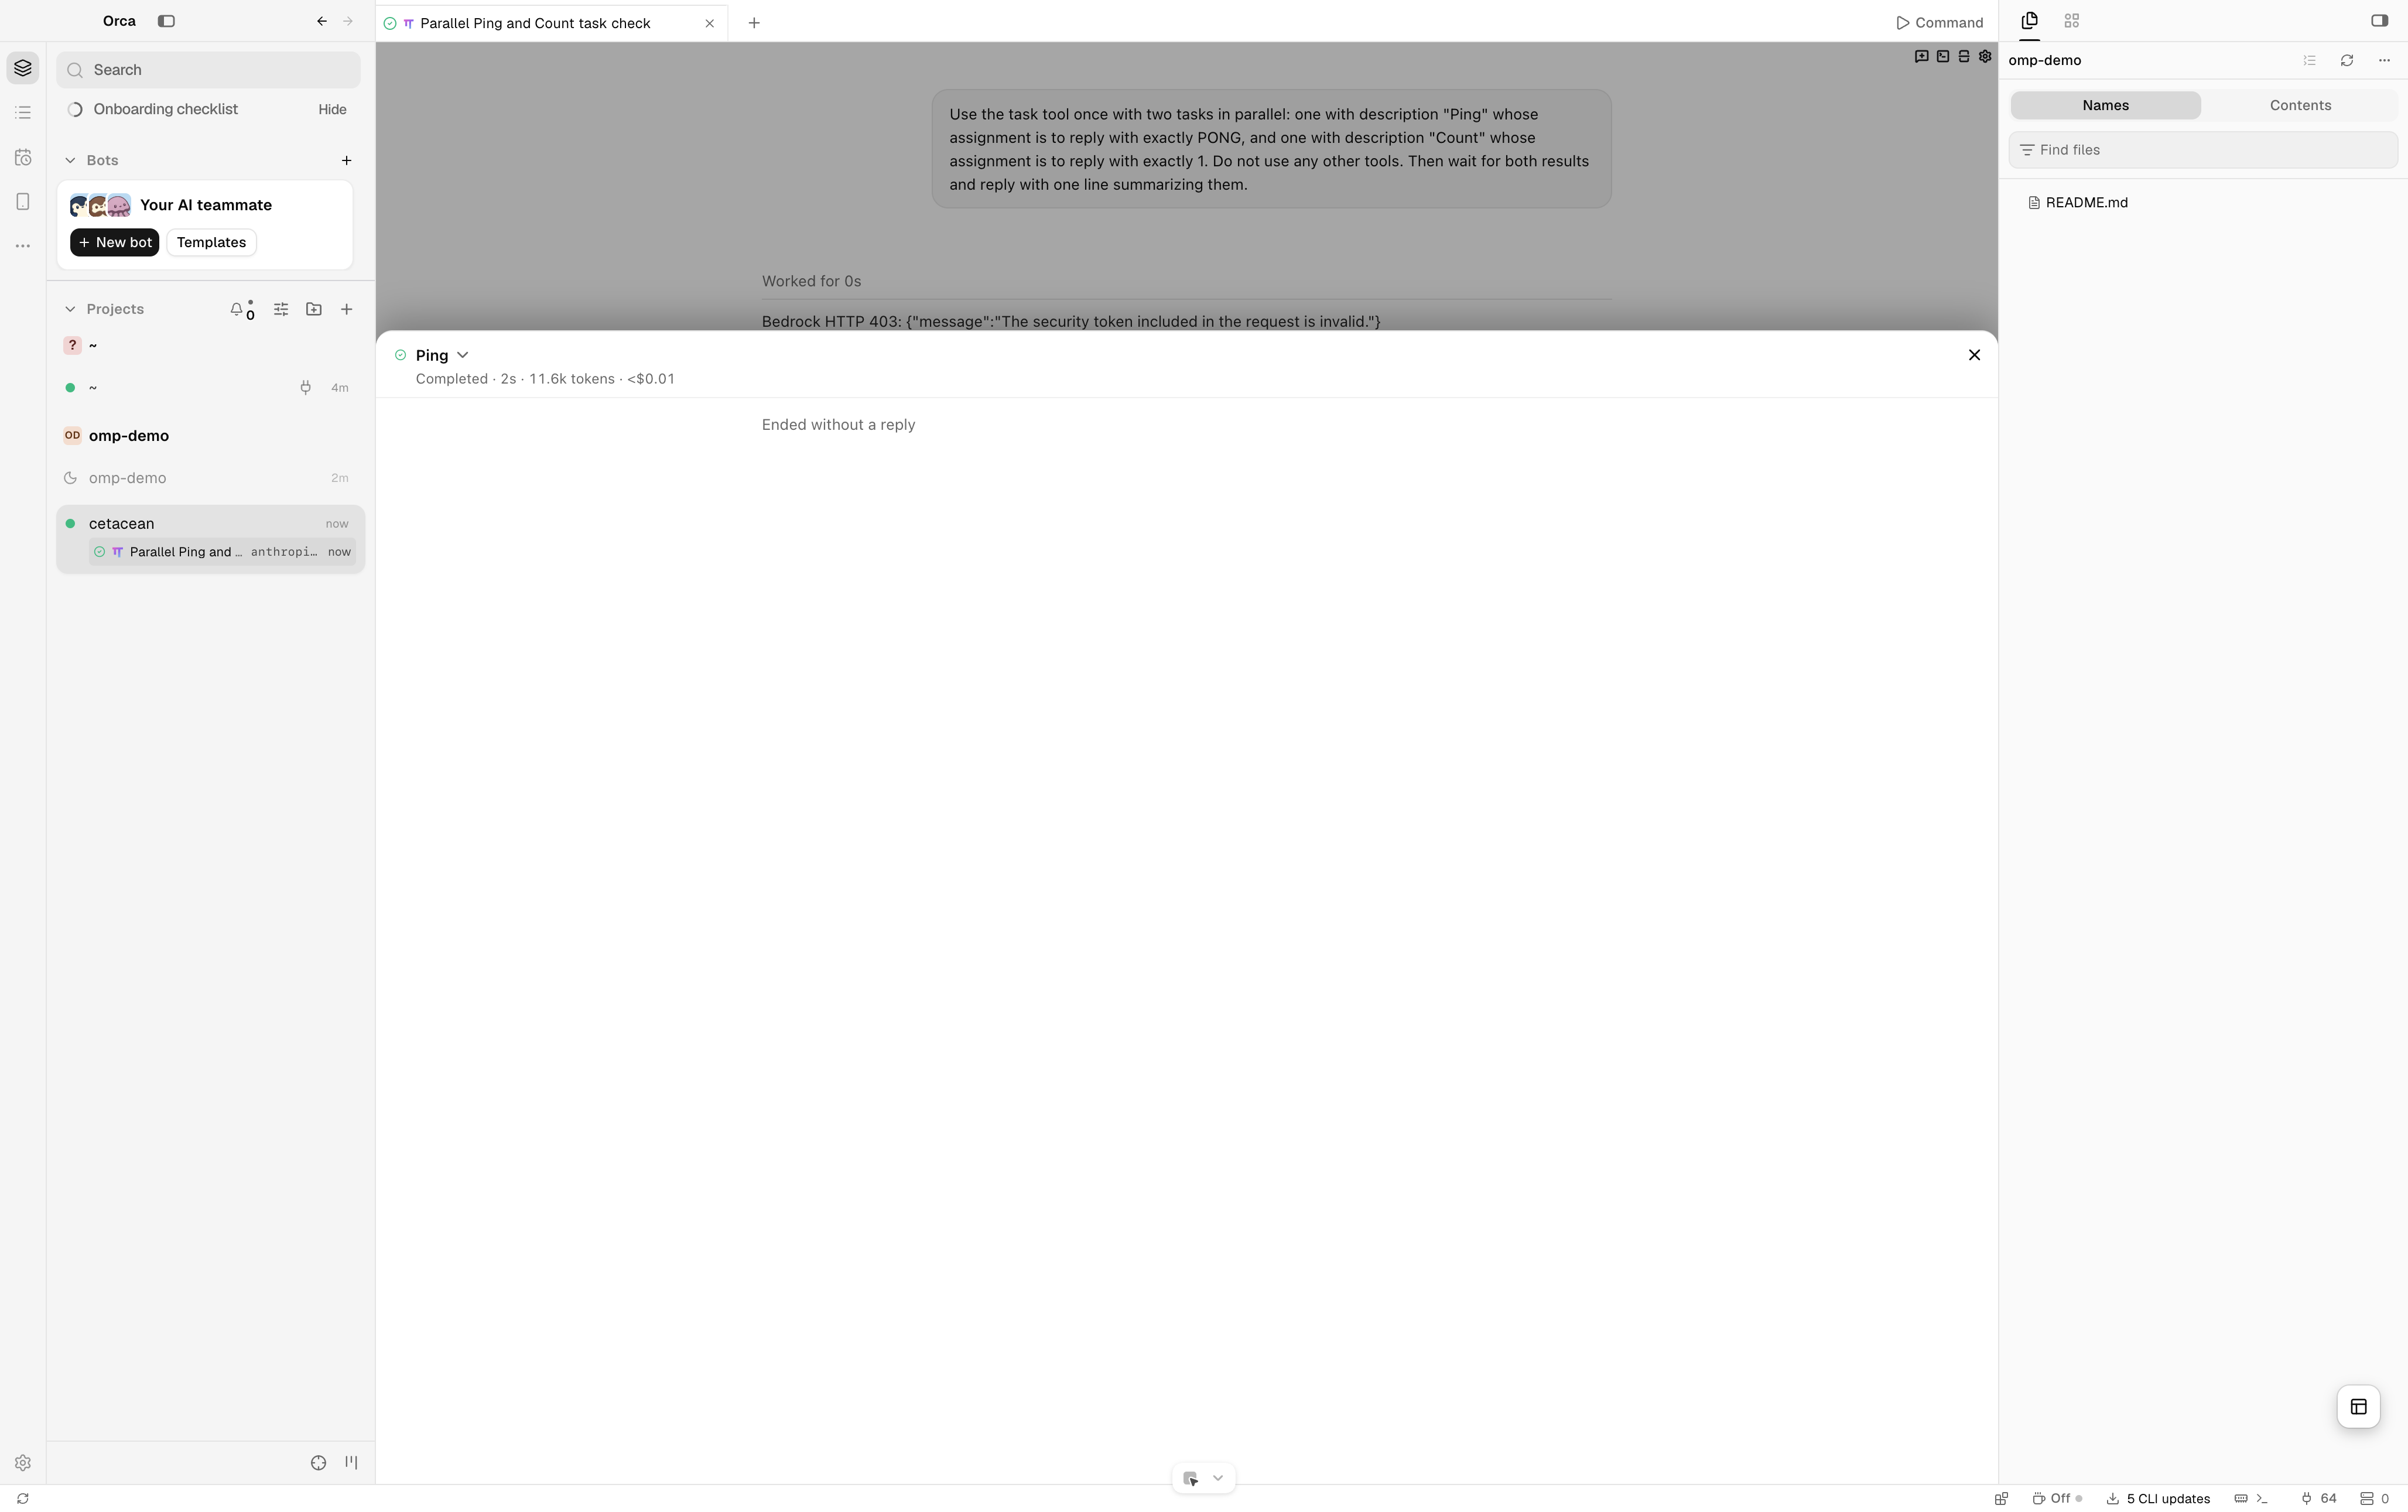 Orca
Search
Onboarding checklist
Hide
Bots
Your AI teammate
New bot
Templates
Projects
0
? ~
~ 4m
OD omp-demo
omp-demo 2m
cetacean now
Parallel Ping and … anthropi… now
Parallel Ping and Count task check
Command
Use the task tool once with two tasks in parallel: one with description "Ping" whose
assignment is to reply with exactly PONG, and one with description "Count" whose
assignment is to reply with exactly 1. Do not use any other tools. Then wait for both results
and reply with one line summarizing them.
Worked for 0s
Bedrock HTTP 403: {"message":"The security token included in the request is invalid."}
Ping
Completed · 2s · 11.6k tokens · <$0.01
Ended without a reply
omp-demo
Names
Contents
Find files
README.md
Off
5 CLI updates
64
0